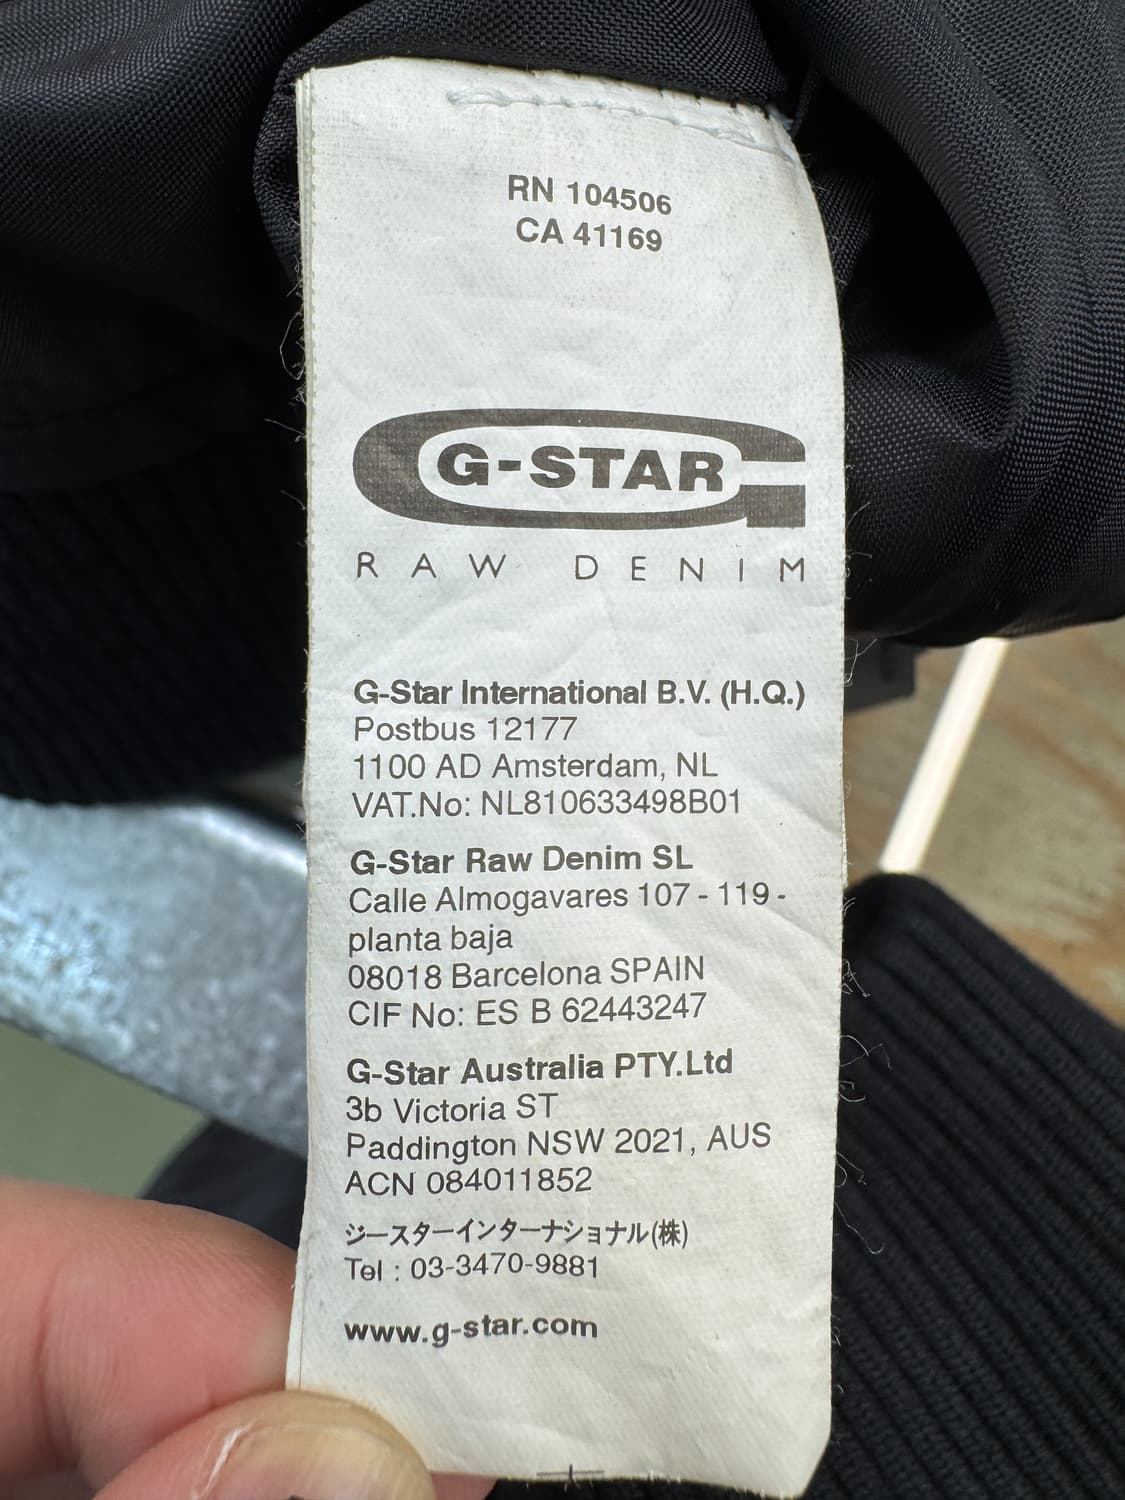 RN 104506
CA 41169
G-STAR
RAW DENIM
G-Star International B.V. (H.Q.)
Postbus 12177
1100 AD Amsterdam, NL
VAT.No: NL810633498B01
G-Star Raw Denim SL
Calle Almogavares 107 - 119 -
planta baja
08018 Barcelona SPAIN
CIF No: ES B 62443247
G-Star Australia PTY.Ltd
3b Victoria ST
Paddington NSW 2021, AUS
ACN 084011852
ジースターインターナショナル(株)
Tel : 03-3470-9881
www.g-star.com